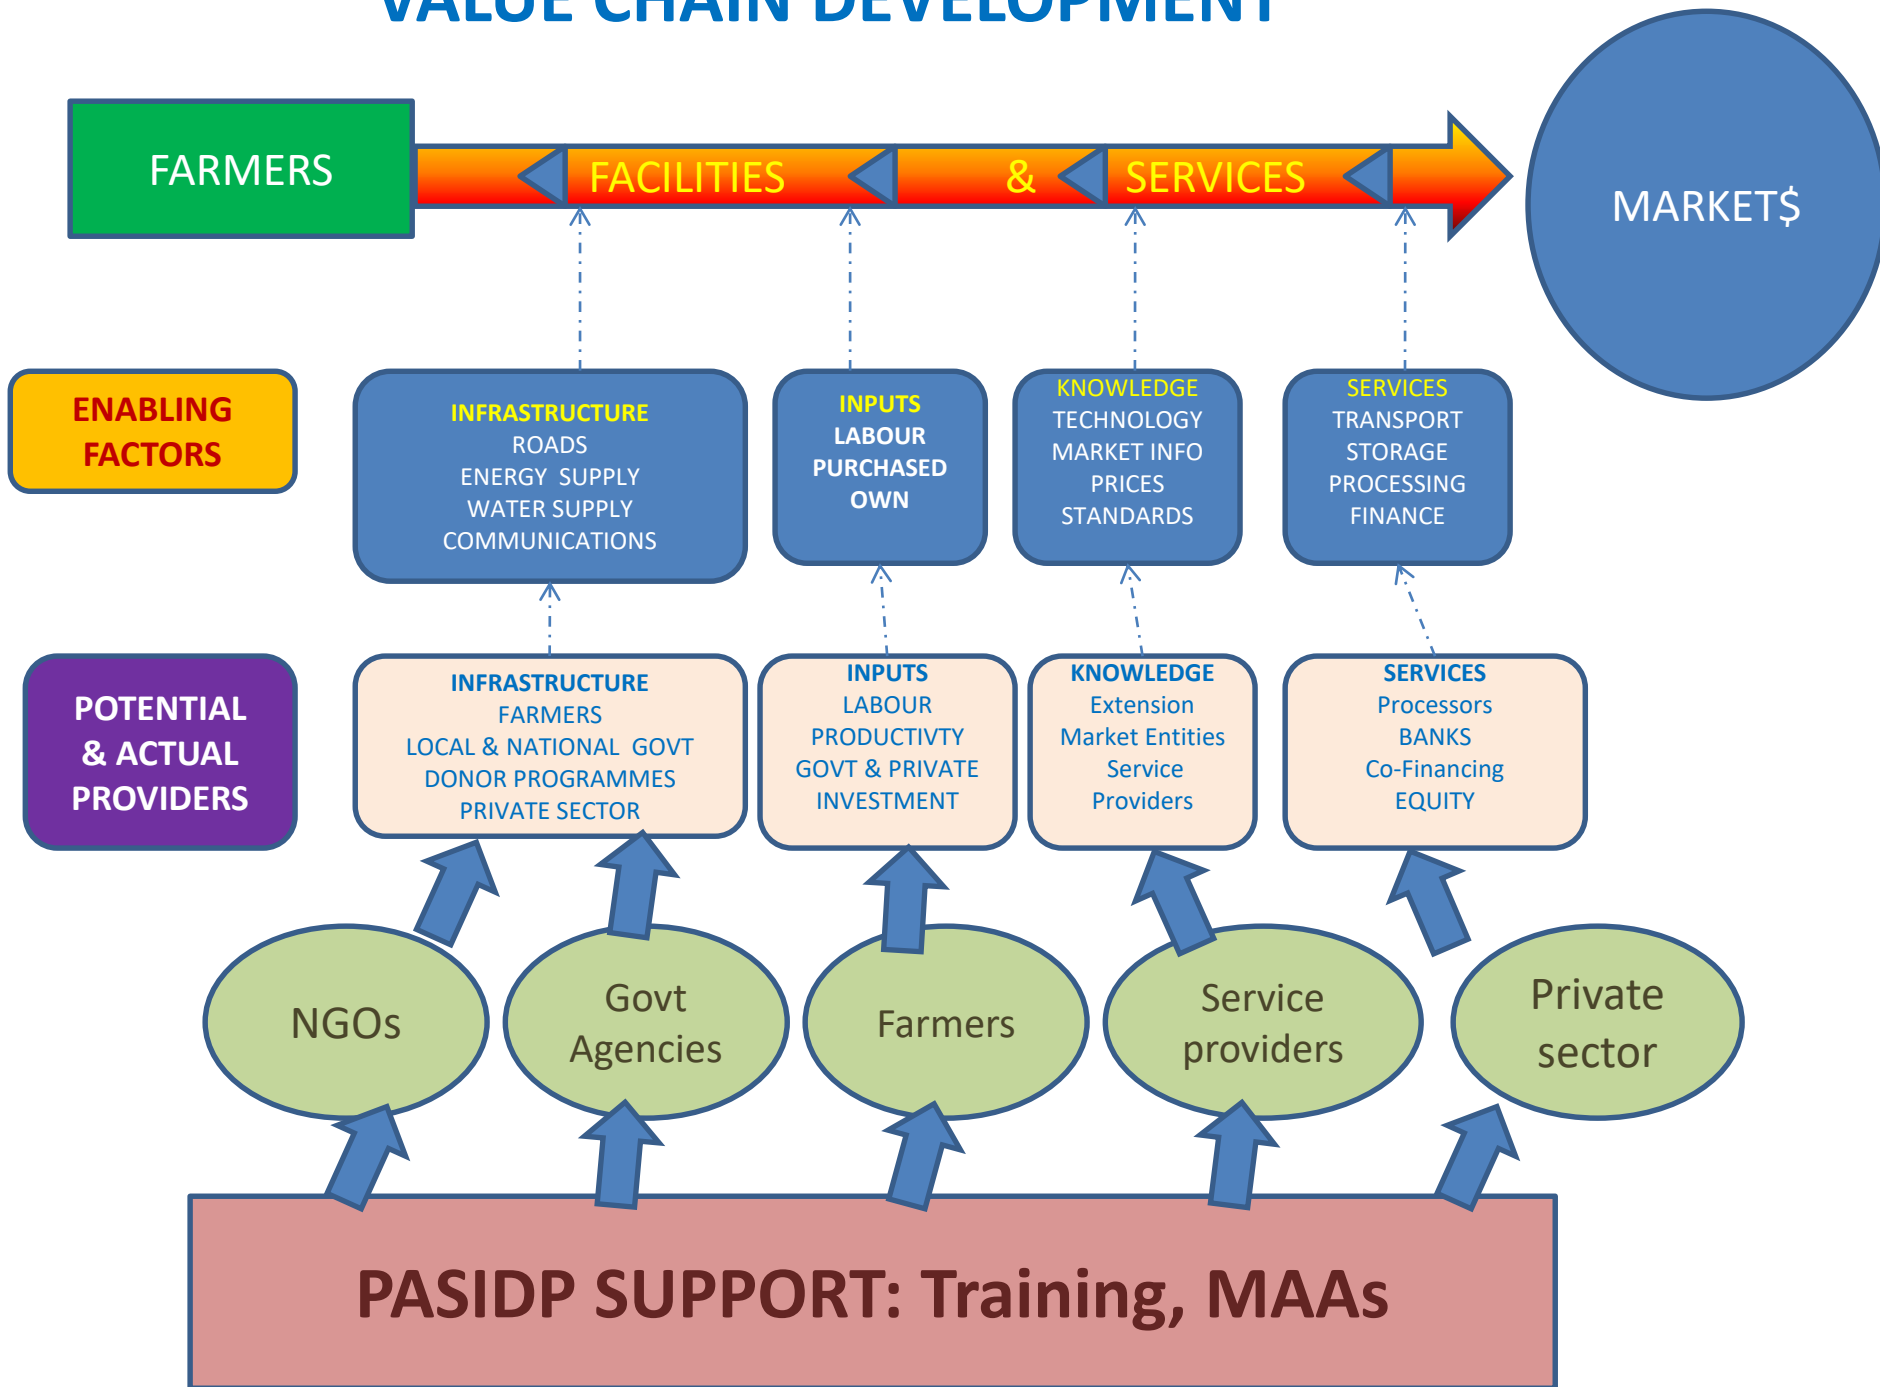 VALUE CHAIN DEVELOPMENT
FARMERS
FACILITIES & SERVICES
MARKET$
ENABLING
FACTORS
INFRASTRUCTURE
ROADS
ENERGY SUPPLY
WATER SUPPLY
COMMUNICATIONS
INPUTS
LABOUR
PURCHASED
OWN
KNOWLEDGE
TECHNOLOGY
MARKET INFO
PRICES
STANDARDS
SERVICES
TRANSPORT
STORAGE
PROCESSING
FINANCE
POTENTIAL
& ACTUAL
PROVIDERS
INFRASTRUCTURE
FARMERS
LOCAL & NATIONAL GOVT
DONOR PROGRAMMES
PRIVATE SECTOR
INPUTS
LABOUR
PRODUCTIVTY
GOVT & PRIVATE
INVESTMENT
KNOWLEDGE
Extension
Market Entities
Service
Providers
SERVICES
Processors
BANKS
Co-Financing
EQUITY
NGOs
Govt
Agencies
Farmers
Service
providers
Private
sector
PASIDP SUPPORT: Training, MAAs